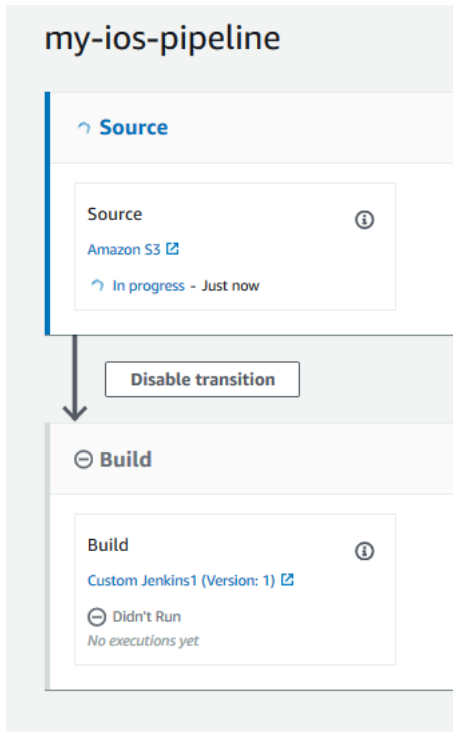 my-ios-pipeline
Source
Source
Amazon S3
In progress - Just now
Disable transition
Build
Build
Custom Jenkins1 (Version: 1)
Didn't Run
No executions yet